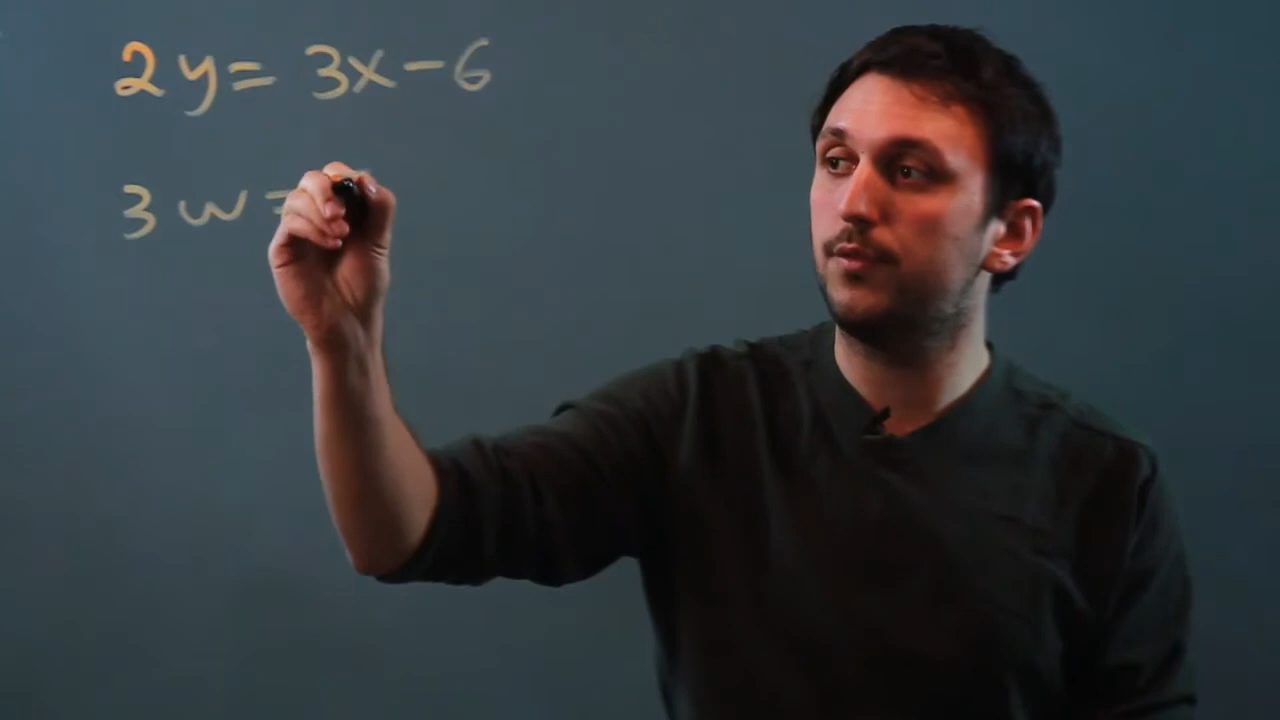 2y = 3x - 6
3w =